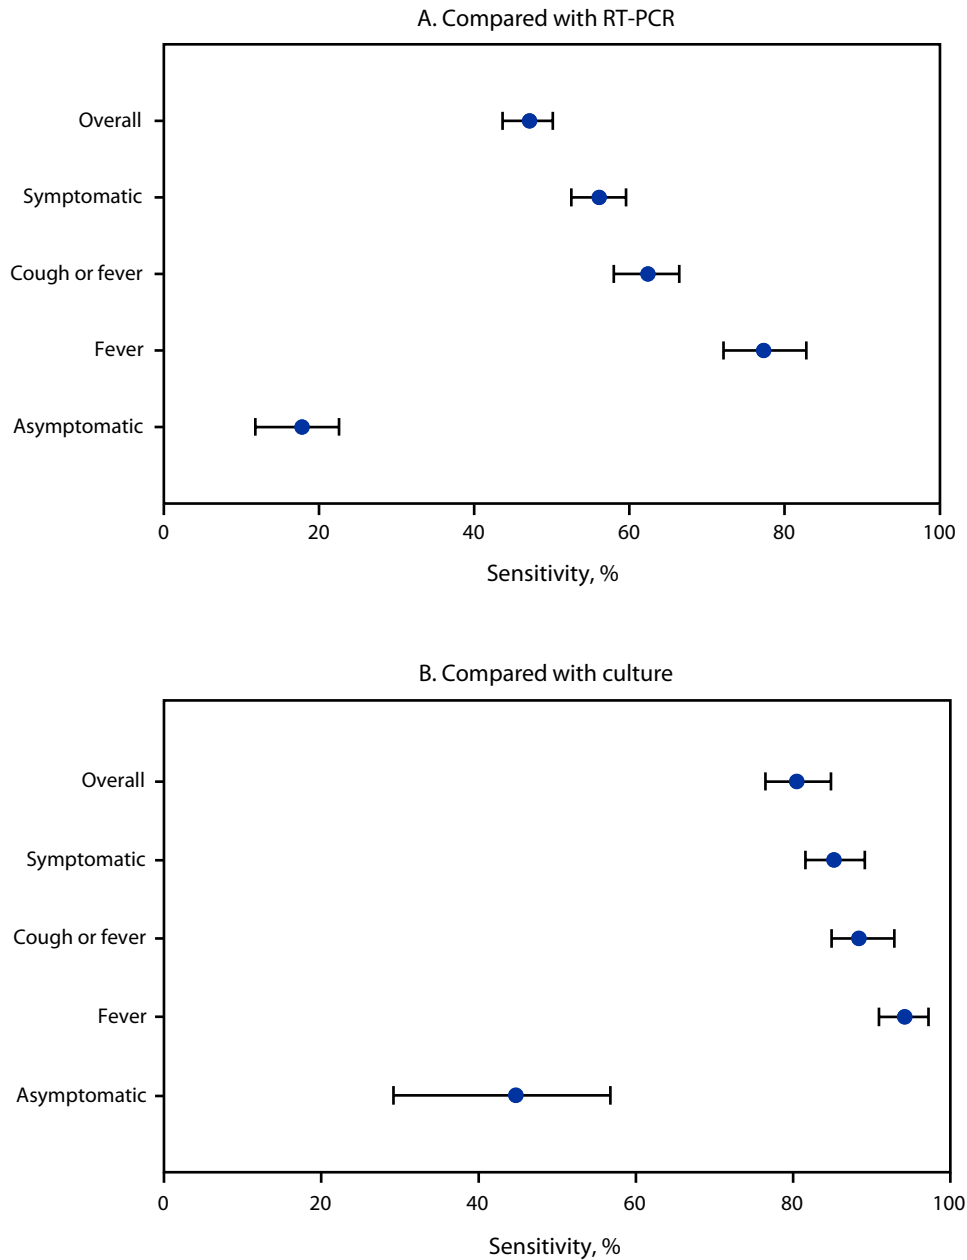 A. Compared with RT-PCR
Overall
Symptomatic
Cough or fever
Fever
Asymptomatic
0 20 40 60 80 100
Sensitivity, %
B. Compared with culture
Overall
Symptomatic
Cough or fever
Fever
Asymptomatic
0 20 40 60 80 100
Sensitivity, %